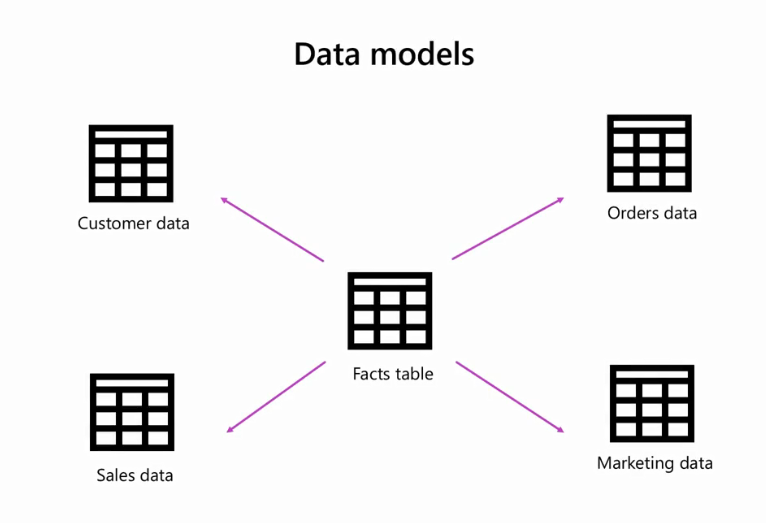 Data models
Customer data
Orders data
Facts table
Sales data
Marketing data